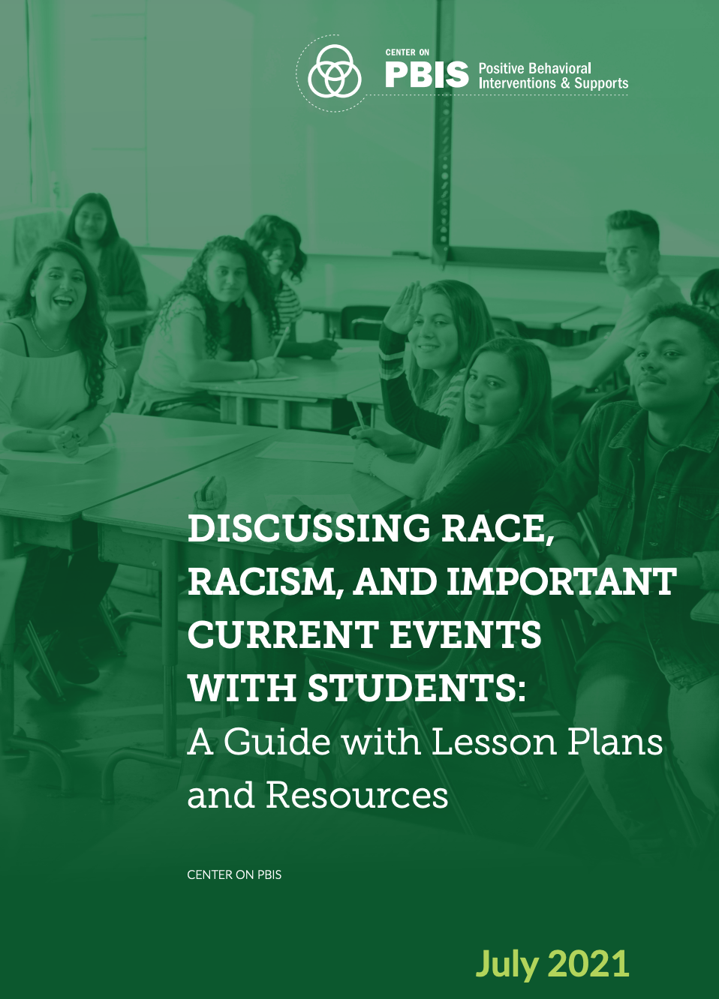 CENTER ON
PBIS
Positive Behavioral
Interventions & Supports
DISCUSSING RACE,
RACISM, AND IMPORTANT
CURRENT EVENTS
WITH STUDENTS:
A Guide with Lesson Plans
and Resources
CENTER ON PBIS
July 2021